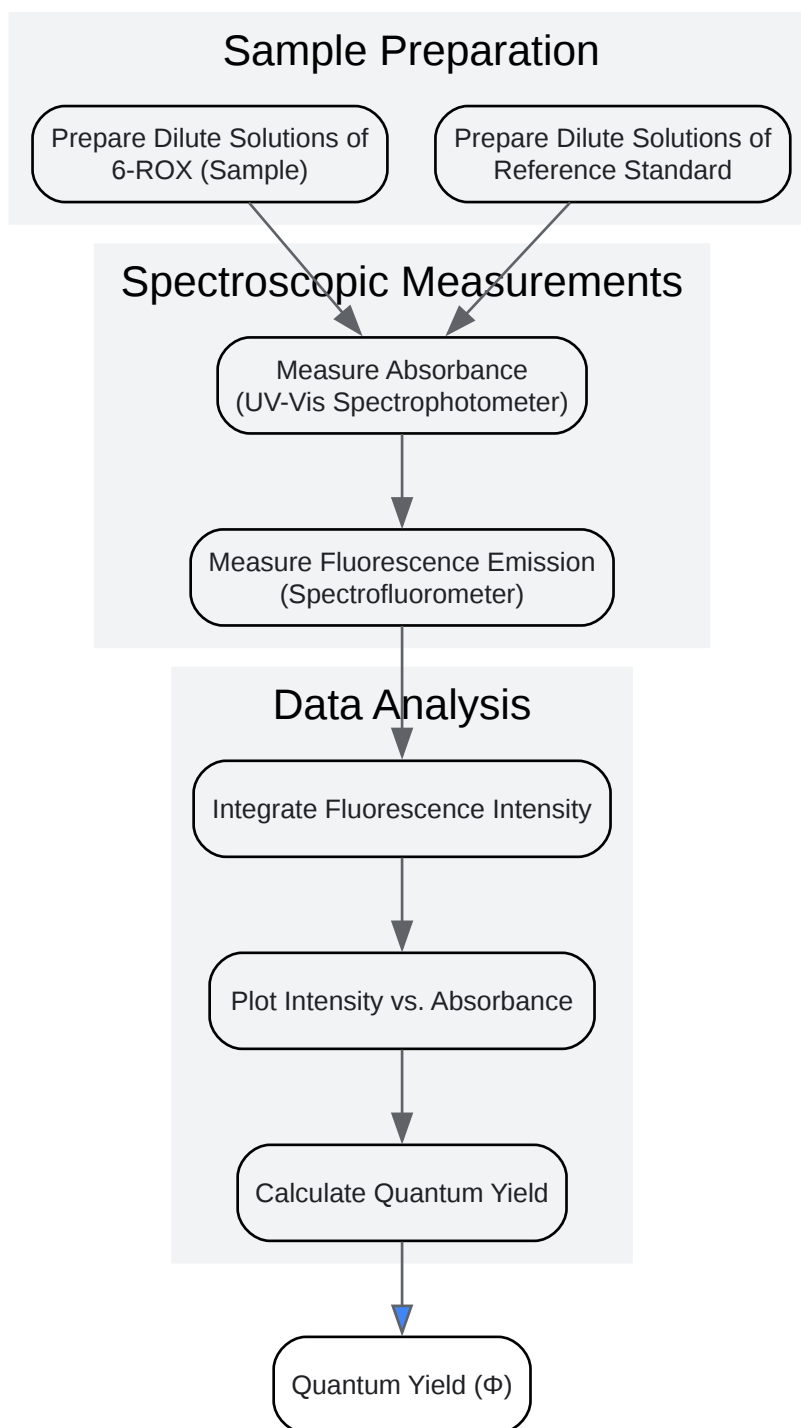 Sample Preparation
Prepare Dilute Solutions of
6-ROX (Sample)
Prepare Dilute Solutions of
Reference Standard
Spectroscopic Measurements
Measure Absorbance
(UV-Vis Spectrophotometer)
Measure Fluorescence Emission
(Spectrofluorometer)
Data Analysis
Integrate Fluorescence Intensity
Plot Intensity vs. Absorbance
Calculate Quantum Yield
Quantum Yield (Φ)